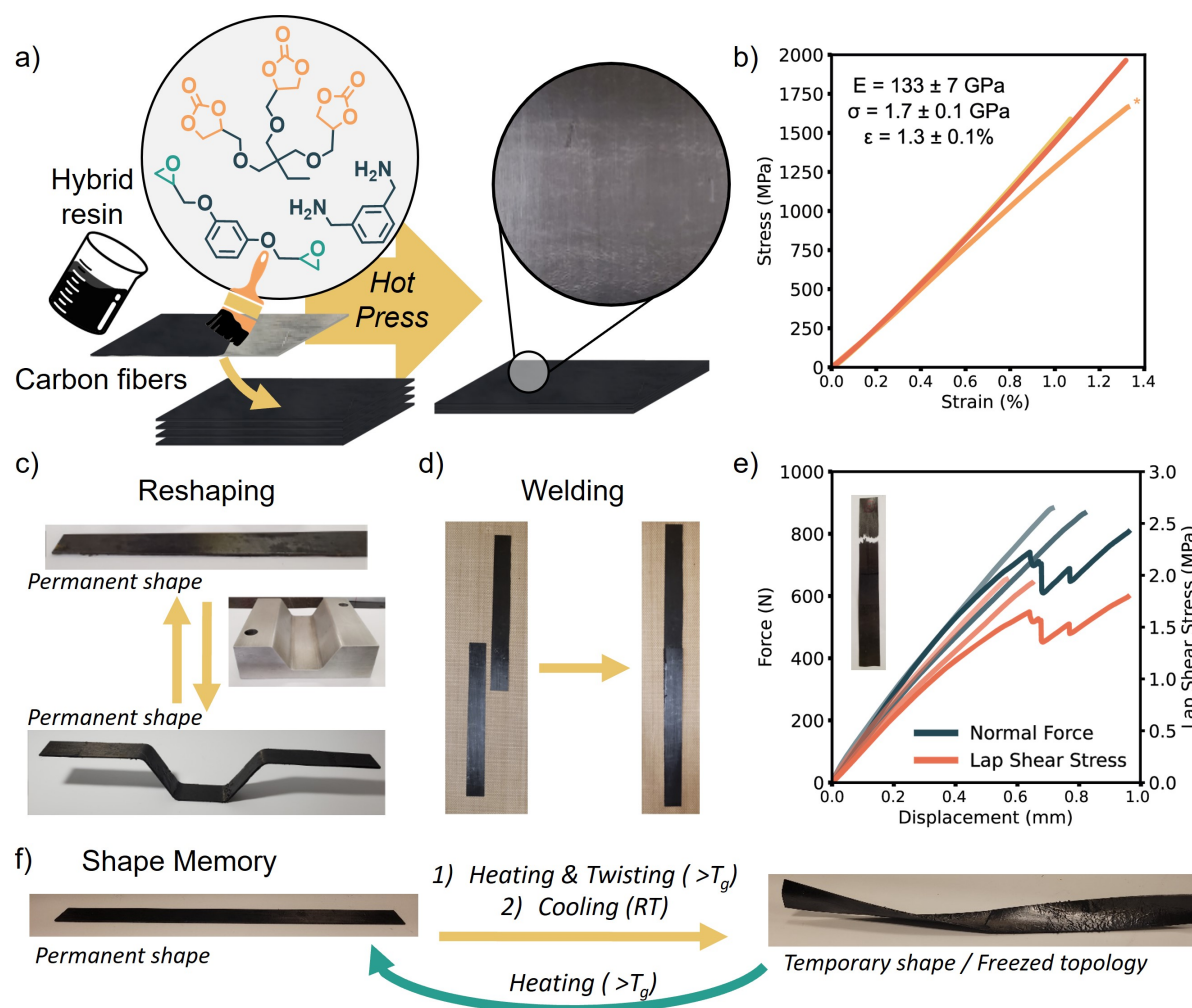 a)
O
O
O
O
O
O
O
O
O
O
O
O
O
Hybrid
resin
O
O
H₂N
H₂N
O
O
Hot
Press
Carbon fibers
b)
2000
1750
1500
1250
1000
750
500
250
0
Stress (MPa)
E = 133 ± 7 GPa
σ = 1.7 ± 0.1 GPa
ε = 1.3 ± 0.1%
*
0.0 0.2 0.4 0.6 0.8 1.0 1.2 1.4
Strain (%)
c)
Reshaping
Permanent shape
Permanent shape
d)
Welding
e)
1000
800
600
400
200
0
Force (N)
3.0
2.5
2.0
1.5
1.0
0.5
0.0
Lap Shear Stress (MPa)
Normal Force
Lap Shear Stress
0.0 0.2 0.4 0.6 0.8 1.0
Displacement (mm)
f)
Shape Memory
Permanent shape
1) Heating & Twisting ( >Tg)
2) Cooling (RT)
Heating ( >Tg)
Temporary shape / Freezed topology